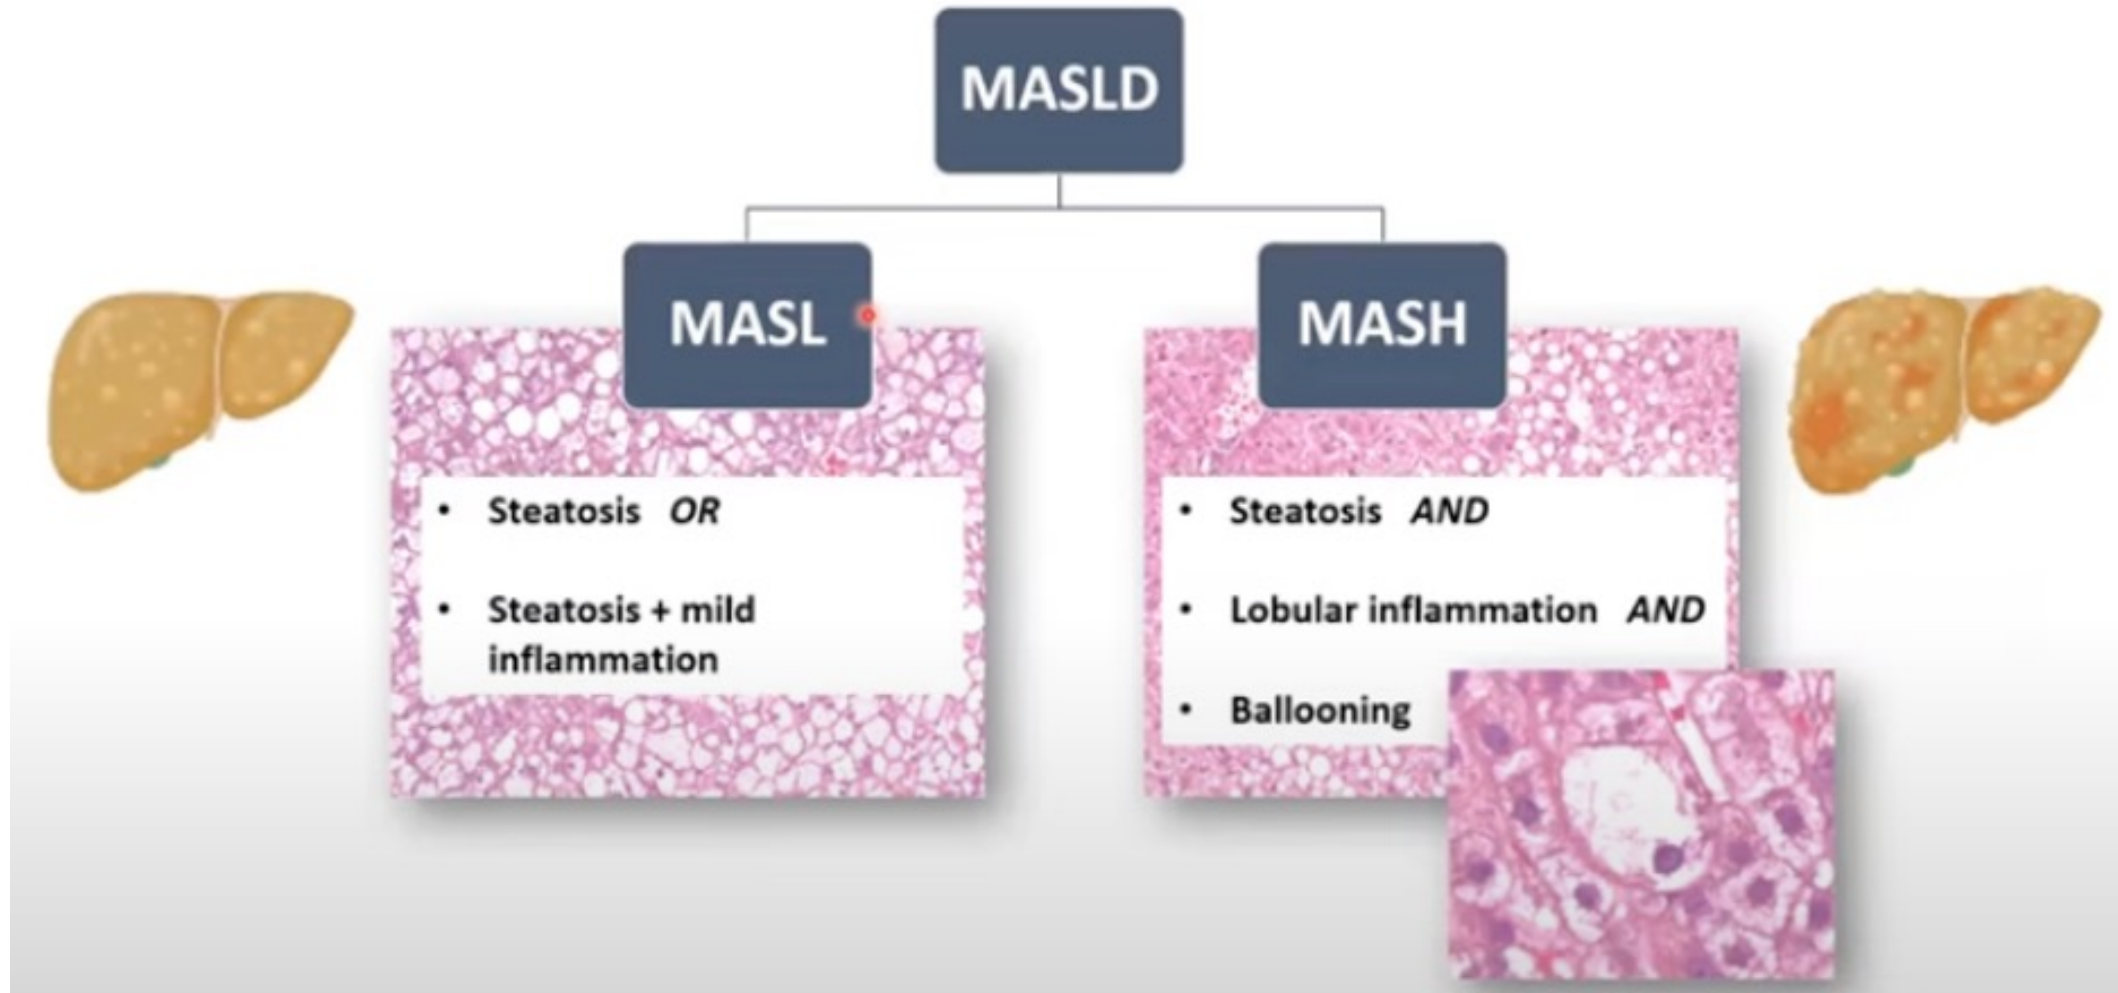 MASLD
MASL
MASH
• Steatosis OR
• Steatosis + mild
inflammation
• Steatosis AND
• Lobular inflammation AND
• Ballooning